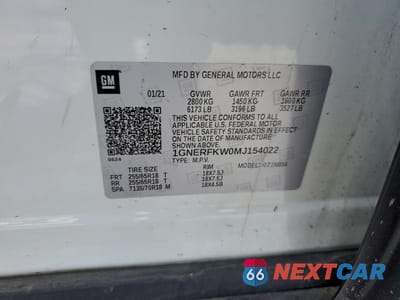 GM
MFD BY GENERAL MOTORS LLC
01/21 GVWR GAWR FRT GAWR RR
2800 KG 1450 KG 1600 KG
6173 LB 3196 LB 3527 LB
THIS VEHICLE CONFORMS TO ALL APPLICABLE
U.S. FEDERAL MOTOR VEHICLE SAFETY AND
THEFT PREVENTION STANDARDS IN EFFECT ON THE
DATE OF MANUFACTURE SHOWN ABOVE.
1GNERFKW0MJ154022
TYPE: M.P.V.
TIRE SIZE RIM
FRT 255/65R18 T 18X7.5J
RR 255/65R18 T 18X7.5J
SPA T135/70R18 M 18X4.5B
66 NEXTCAR